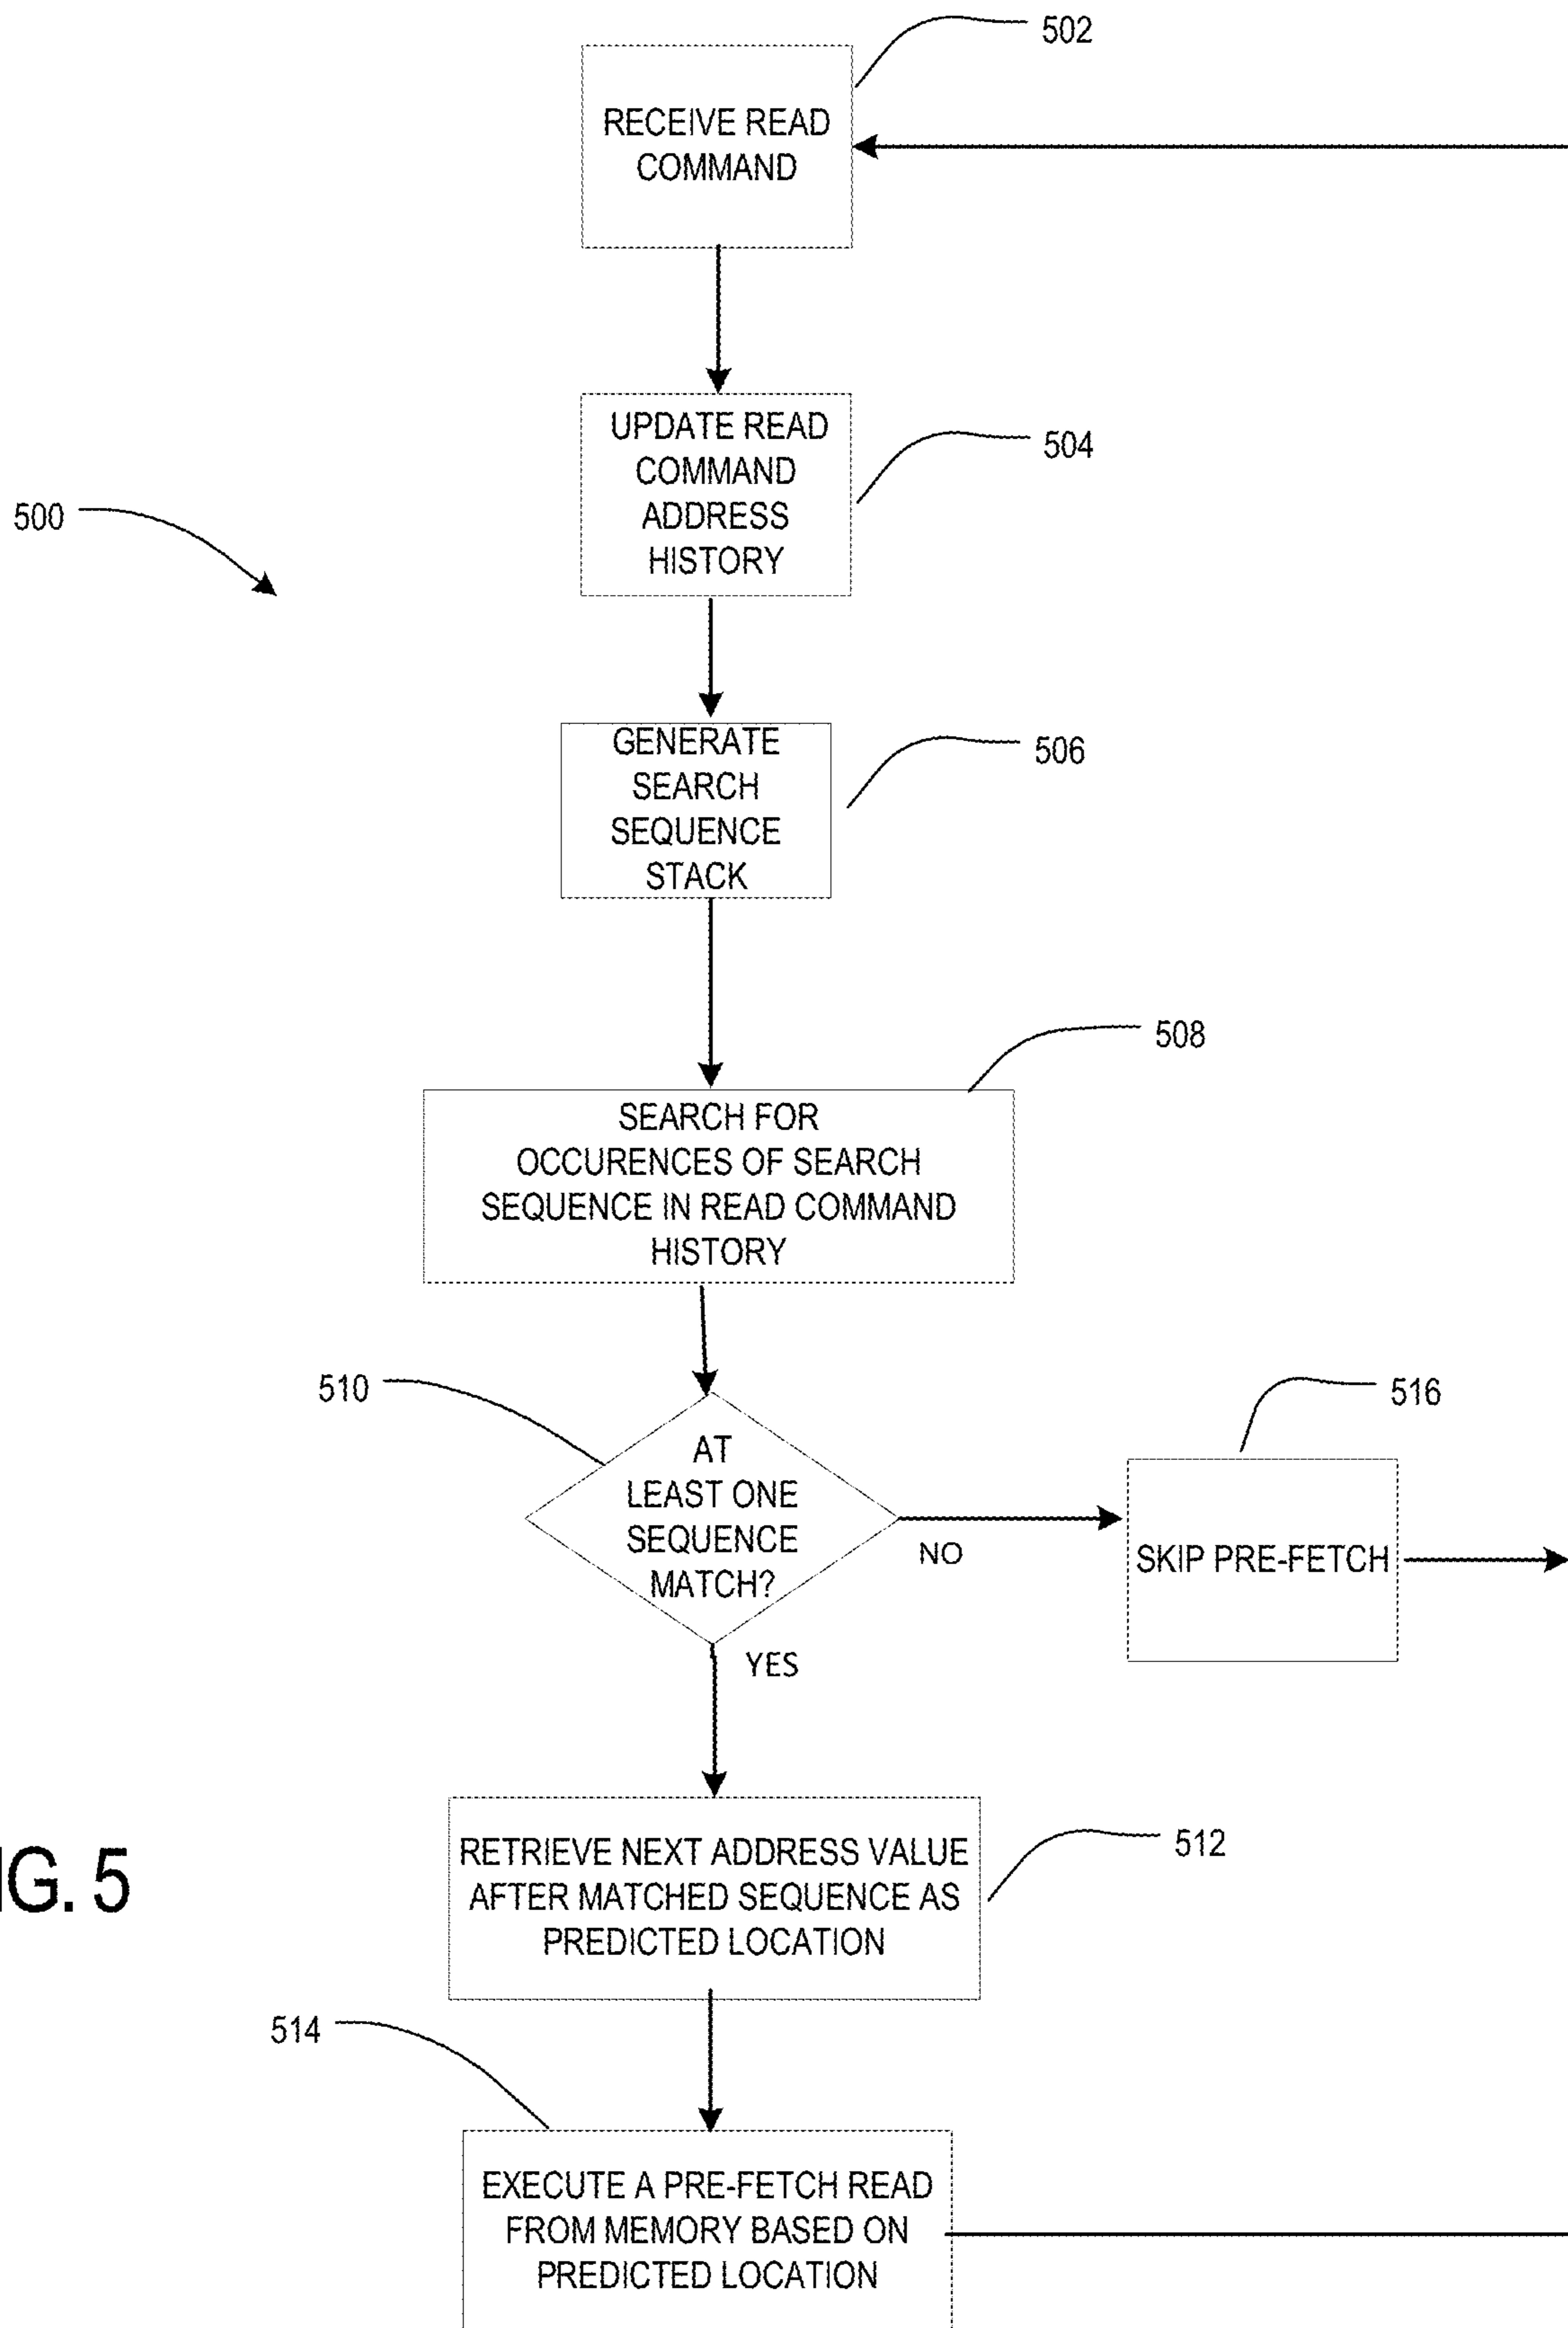 502
RECEIVE READ
COMMAND
UPDATE READ
COMMAND
ADDRESS
HISTORY
504
500
GENERATE
SEARCH
SEQUENCE
STACK
506
508
SEARCH FOR
OCCURENCES OF SEARCH
SEQUENCE IN READ COMMAND
HISTORY
510
AT
LEAST ONE
SEQUENCE
MATCH?
NO
YES
516
SKIP PRE-FETCH
RETRIEVE NEXT ADDRESS VALUE
AFTER MATCHED SEQUENCE AS
PREDICTED LOCATION
512
G. 5
514
EXECUTE A PRE-FETCH READ
FROM MEMORY BASED ON
PREDICTED LOCATION